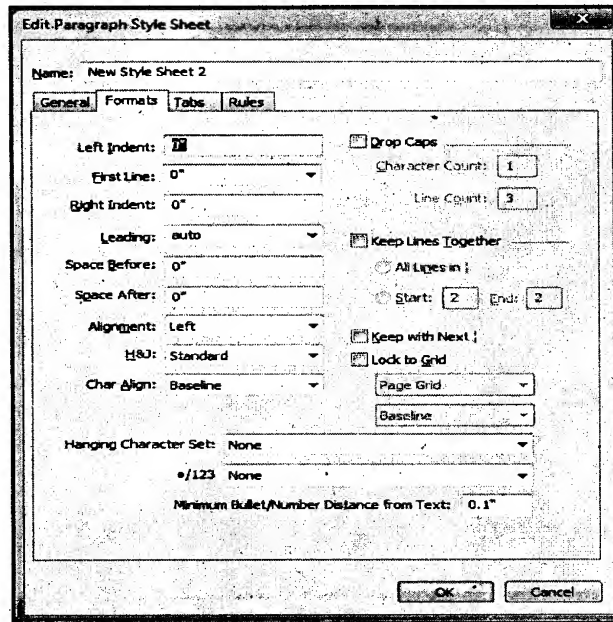 Edit Paragraph Style Sheet
Name: New Style Sheet 2
General Formats Tabs Rules
Left Indent: 0"
First Line: 0"
Right Indent: 0"
Leading: auto
Space Before: 0"
Space After: 0"
Alignment: Left
H&J: Standard
Char Align: Baseline
Drop Caps
Character Count: 1
Line Count: 3
Keep Lines Together
All Lines in ¶
Start: 2 End: 2
Keep with Next ¶
Lock to Grid
Page Grid
Baseline
Hanging Character Set: None
•/123 None
Minimum Bullet/Number Distance from Text: 0.1"
OK Cancel